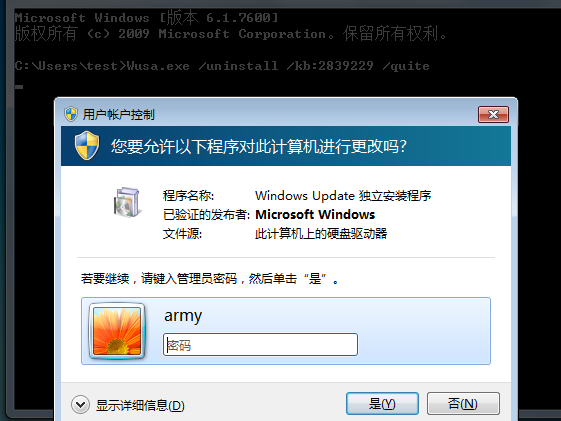 Microsoft Windows [版本 6.1.7600]
版权所有 (c) 2009 Microsoft Corporation。保留所有权利。
C:\Users\test>Wusa.exe /uninstall /kb:2839229 /quite
用户帐户控制
您要允许以下程序对此计算机进行更改吗?
程序名称: Windows Update 独立安装程序
已验证的发布者: Microsoft Windows
文件源: 此计算机上的硬盘驱动器
若要继续，请键入管理员密码，然后单击“是”。
army
密码
显示详细信息(D)
是(Y)
否(N)